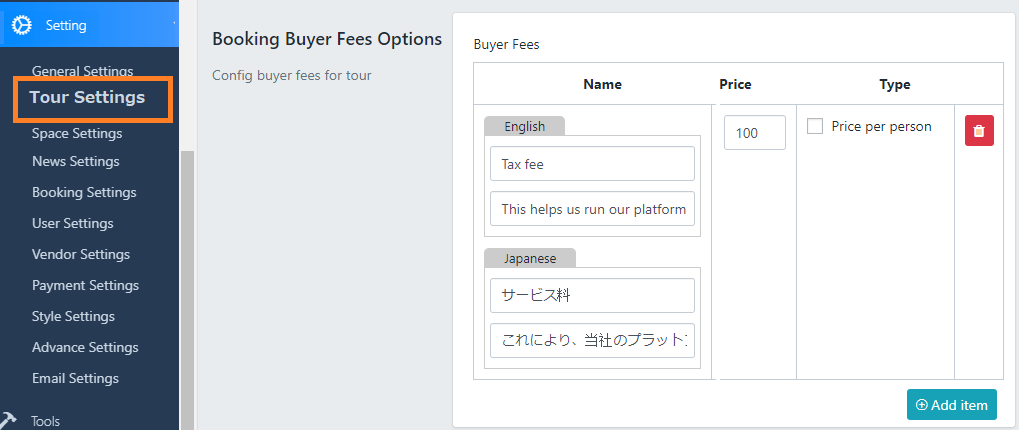 Setting
General Settings
Tour Settings
Space Settings
News Settings
Booking Settings
User Settings
Vendor Settings
Payment Settings
Style Settings
Advance Settings
Email Settings
Tools
Booking Buyer Fees Options
Config buyer fees for tour
Buyer Fees
Name Price Type
English
Tax fee
This helps us run our platform
100
Price per person
Japanese
サービス料
これにより、当社のプラット
Add item